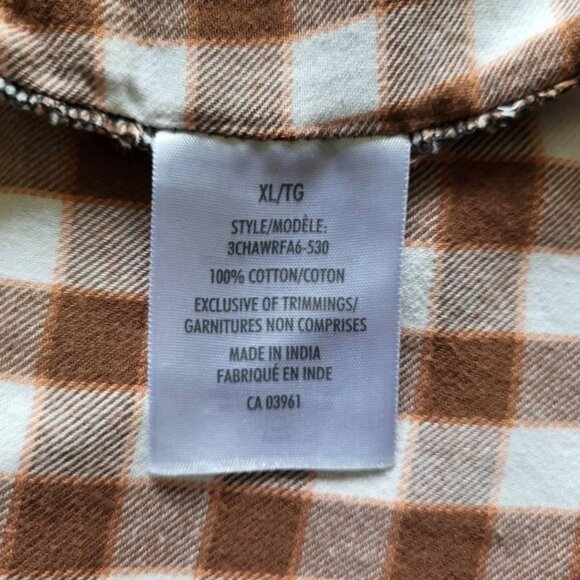 XL/TG
STYLE/MODÈLE:
3CHAWRFA6-530
100% COTTON/COTON
EXCLUSIVE OF TRIMMINGS/
GARNITURES NON COMPRISES
MADE IN INDIA
FABRIQUÉ EN INDE
CA 03961